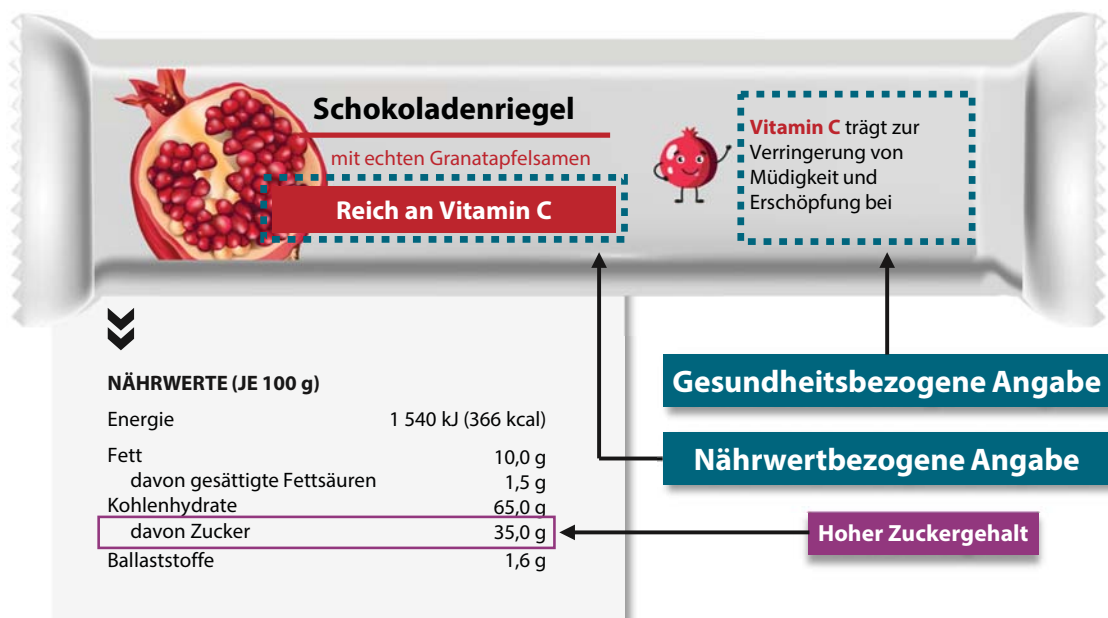 Schokoladenriegel
mit echten Granatapfelsamen
Reich an Vitamin C
Vitamin C trägt zur
Verringerung von
Müdigkeit und
Erschöpfung bei
Gesundheitsbezogene Angabe
Nährwertbezogene Angabe
Hoher Zuckergehalt
NÄHRWERTE (JE 100 g)
Energie 1 540 kJ (366 kcal)
Fett 10,0 g
davon gesättigte Fettsäuren 1,5 g
Kohlenhydrate 65,0 g
davon Zucker 35,0 g
Ballaststoffe 1,6 g